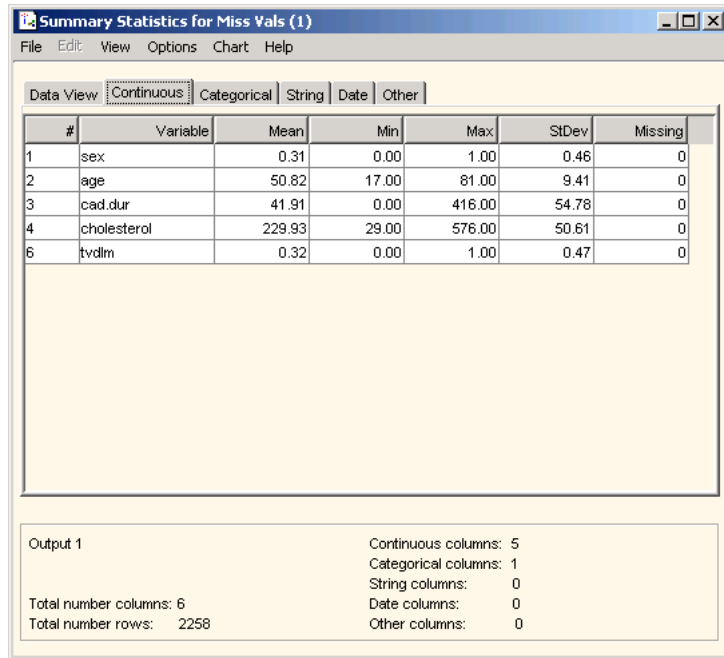 Summary Statistics for Miss Vals (1)
File Edit View Options Chart Help
Data View Continuous Categorical String Date Other
# Variable Mean Min Max StDev Missing
1 sex 0.31 0.00 1.00 0.46 0
2 age 50.82 17.00 81.00 9.41 0
3 cad.dur 41.91 0.00 416.00 54.78 0
4 cholesterol 229.93 29.00 576.00 50.61 0
6 tvdlm 0.32 0.00 1.00 0.47 0
Output 1 Continuous columns: 5
Categorical columns: 1
String columns: 0
Total number columns: 6 Date columns: 0
Total number rows: 2258 Other columns: 0